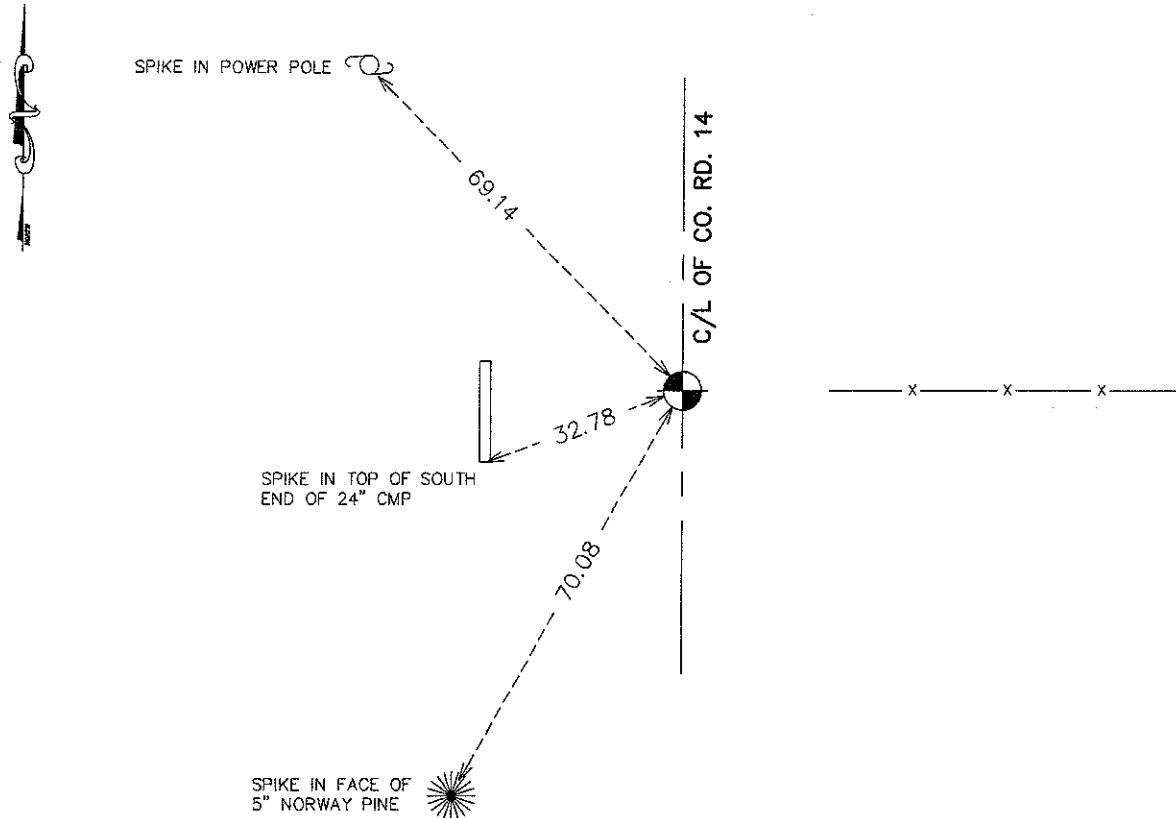 SPIKE IN POWER POLE
69.14
C/L OF CO. RD. 14
32.78
SPIKE IN TOP OF SOUTH
END OF 24" CMP
70.08
SPIKE IN FACE OF
5" NORWAY PINE
X X X